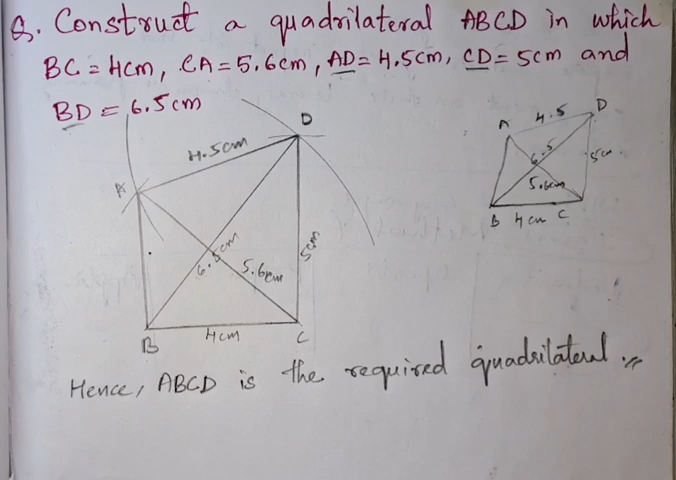 Q. Construct a quadrilateral ABCD in which
BC = 4cm, CA = 5.6cm, AD = 4.5cm, CD = 5cm and
BD = 6.5cm
D
4.5cm
A
6.5cm
5.6cm
5cm
B
4cm
C
A
4.5
D
6.5
5cm
5.6cm
B
4cm
C
Hence, ABCD is the required quadrilateral.